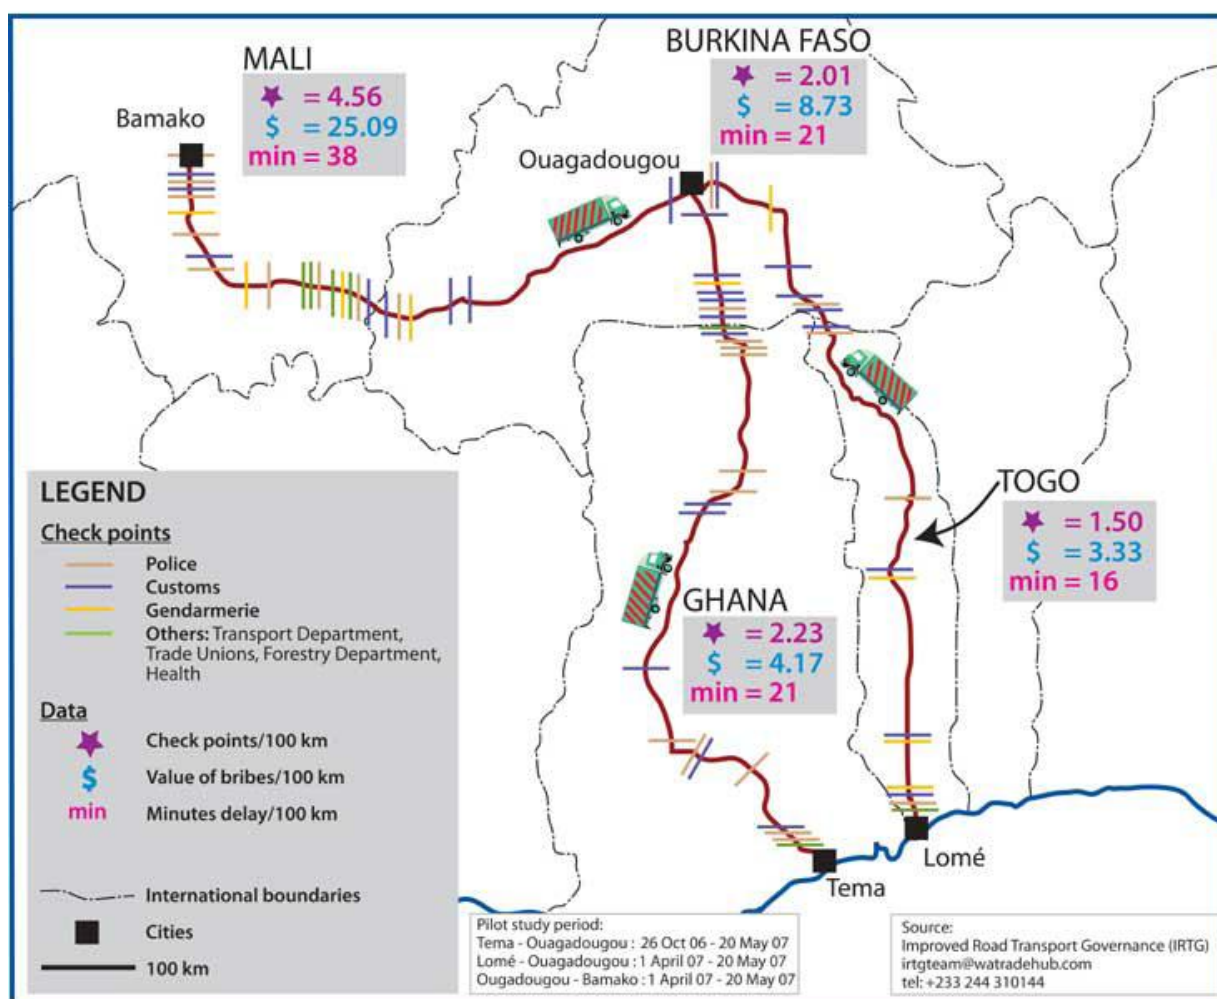 MALI
= 4.56
$ = 25.09
min = 38
BURKINA FASO
= 2.01
$ = 8.73
min = 21
Bamako
Ouagadougou
TOGO
= 1.50
$ = 3.33
min = 16
GHANA
= 2.23
$ = 4.17
min = 21
Lomé
Tema
LEGEND
Check points
Police
Customs
Gendarmerie
Others: Transport Department,
Trade Unions, Forestry Department,
Health
Data
Check points/100 km
$ Value of bribes/100 km
min Minutes delay/100 km
International boundaries
Cities
100 km
Pilot study period:
Tema - Ouagadougou : 26 Oct 06 - 20 May 07
Lomé - Ouagadougou : 1 April 07 - 20 May 07
Ougadougou - Bamako : 1 April 07 - 20 May 07
Source:
Improved Road Transport Governance (IRTG)
irtgteam@watradehub.com
tel: +233 244 310144